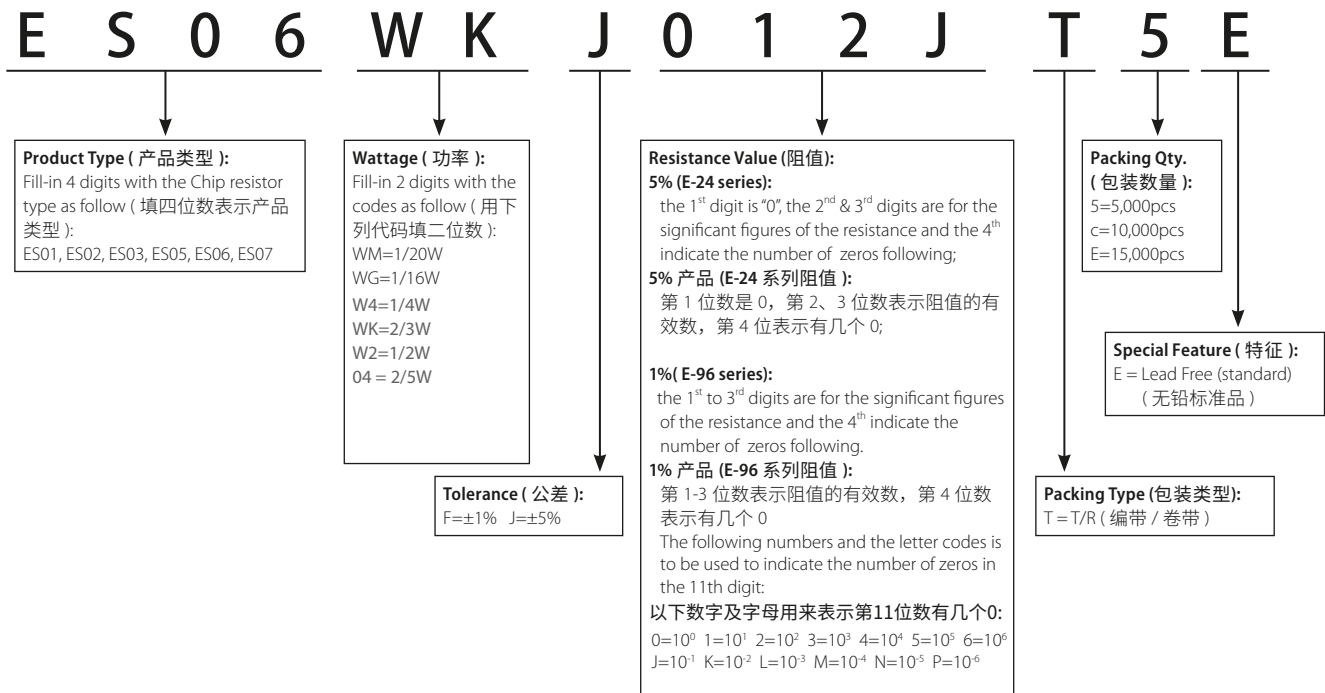 E S 0 6 W K J 0 1 2 J T 5 E
Product Type ( 产品类型 ):
Fill-in 4 digits with the Chip resistor
type as follow ( 填四位数表示产品
类型 ):
ES01, ES02, ES03, ES05, ES06, ES07
Wattage ( 功率 ):
Fill-in 2 digits with the
codes as follow ( 用下
列代码填二位数 ):
WM=1/20W
WG=1/16W
W4=1/4W
WK=2/3W
W2=1/2W
04 = 2/5W
Tolerance ( 公差 ):
F=±1% J=±5%
Resistance Value (阻值):
5% (E-24 series):
the 1st digit is “0”, the 2nd & 3rd digits are for the
significant figures of the resistance and the 4th
indicate the number of zeros following;
5% 产品 (E-24 系列阻值 ):
第 1 位数是 0，第 2、3 位数表示阻值的有
效数，第 4 位表示有几个 0;
1%( E-96 series):
the 1st to 3rd digits are for the significant figures
of the resistance and the 4th indicate the
number of zeros following.
1% 产品 (E-96 系列阻值 ):
第 1-3 位数表示阻值的有效数，第 4 位数
表示有几个 0
The following numbers and the letter codes is
to be used to indicate the number of zeros in
the 11th digit:
以下数字及字母用来表示第11位数有几个0:
0=10⁰ 1=10¹ 2=10² 3=10³ 4=10⁴ 5=10⁵ 6=10⁶
J=10⁻¹ K=10⁻² L=10⁻³ M=10⁻⁴ N=10⁻⁵ P=10⁻⁶
Packing Type (包装类型):
T = T/R ( 编带 / 卷带 )
Packing Qty.
( 包装数量 ):
5=5,000pcs
c=10,000pcs
E=15,000pcs
Special Feature ( 特征 ):
E = Lead Free (standard)
( 无铅标准品 )